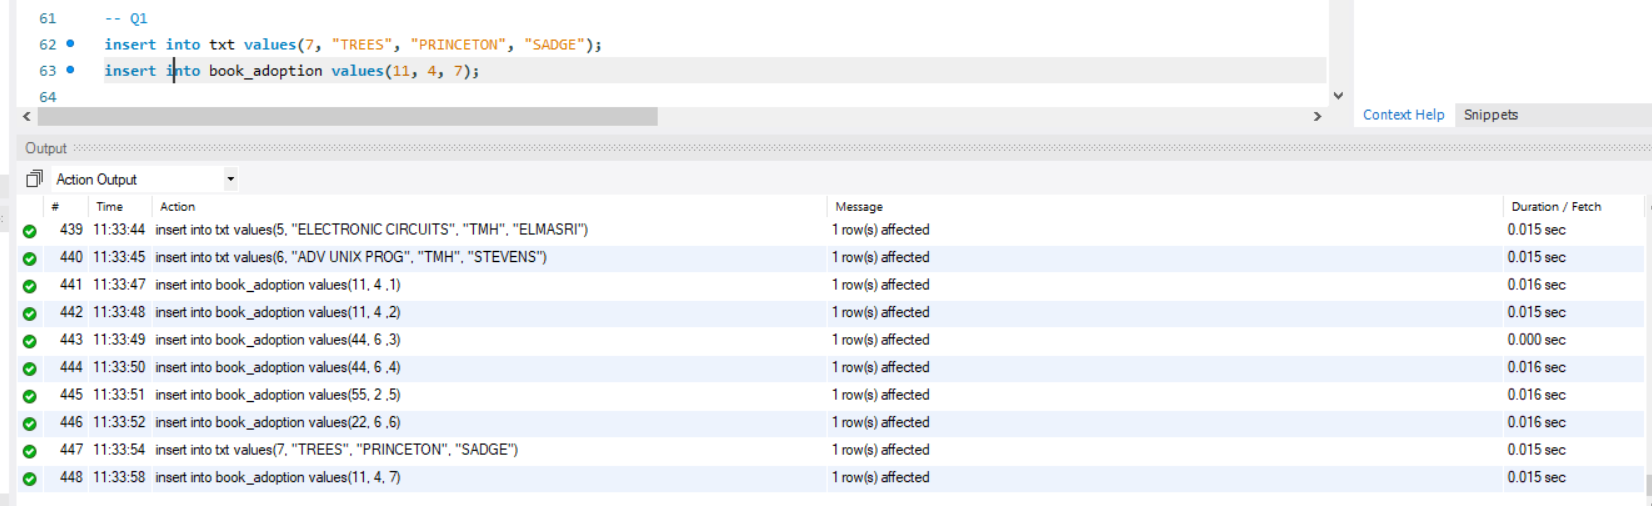 61 -- Q1
62 insert into txt values(7, "TREES", "PRINCETON", "SADGE");
63 insert into book_adoption values(11, 4, 7);
64
Context Help Snippets
Output
Action Output
# Time Action Message Duration / Fetch
439 11:33:44 insert into txt values(5, "ELECTRONIC CIRCUITS", "TMH", "ELMASRI") 1 row(s) affected 0.015 sec
440 11:33:45 insert into txt values(6, "ADV UNIX PROG", "TMH", "STEVENS") 1 row(s) affected 0.015 sec
441 11:33:47 insert into book_adoption values(11, 4 ,1) 1 row(s) affected 0.016 sec
442 11:33:48 insert into book_adoption values(11, 4 ,2) 1 row(s) affected 0.015 sec
443 11:33:49 insert into book_adoption values(44, 6 ,3) 1 row(s) affected 0.000 sec
444 11:33:50 insert into book_adoption values(44, 6 ,4) 1 row(s) affected 0.016 sec
445 11:33:51 insert into book_adoption values(55, 2 ,5) 1 row(s) affected 0.016 sec
446 11:33:52 insert into book_adoption values(22, 6 ,6) 1 row(s) affected 0.016 sec
447 11:33:54 insert into txt values(7, "TREES", "PRINCETON", "SADGE") 1 row(s) affected 0.015 sec
448 11:33:58 insert into book_adoption values(11, 4, 7) 1 row(s) affected 0.015 sec